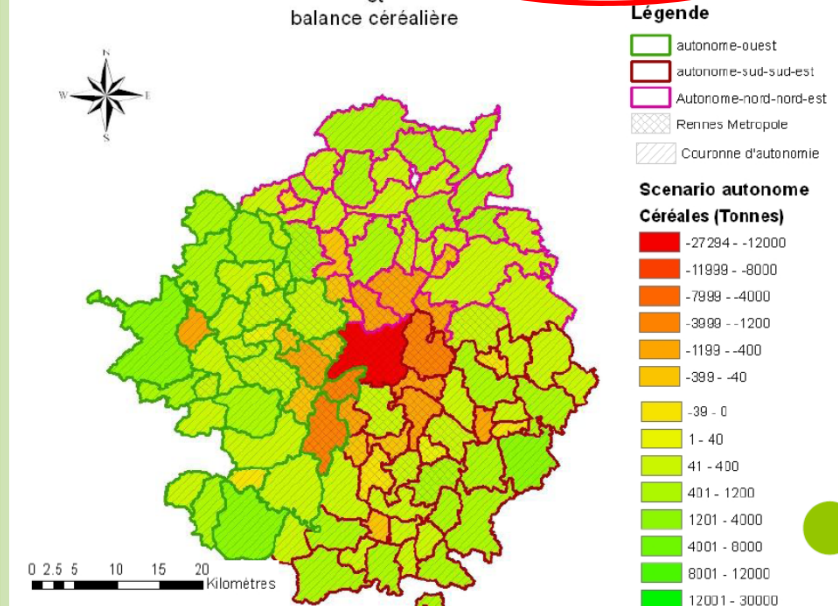 &
balance céréalière
Légende
autonome-ouest
autonome-sud-sud-est
Autonome-nord-nord-est
Rennes Metropole
Couronne d'autonomie
N
W E
S
Scenario autonome
Céréales (Tonnes)
-27294 - -12000
-11999 - -8000
-7999 - -4000
-3999 - -1200
-1199 - -400
-399 - -40
-39 - 0
1 - 40
41 - 400
401 - 1200
1201 - 4000
4001 - 8000
8001 - 12000
12001 - 30000
0 2.5 5 10 15 20
Kilomètres